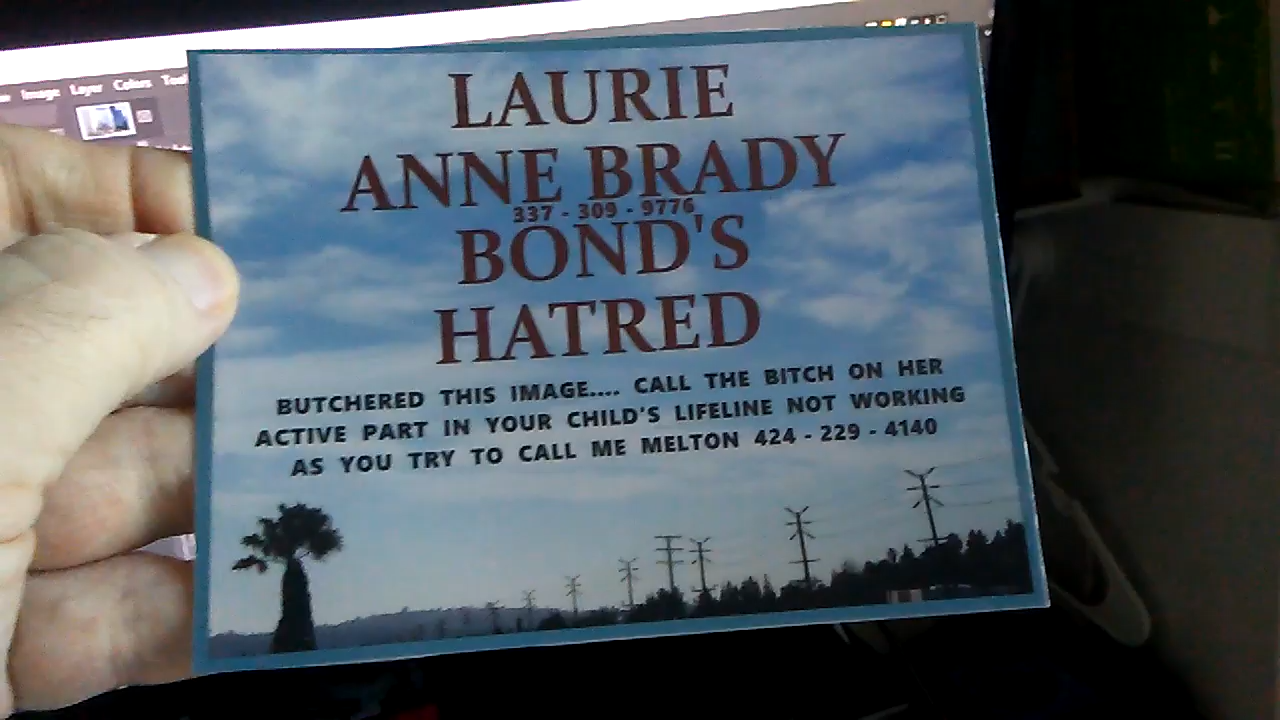 Image Layer Colors
LAURIE
ANNE BRADY
337 - 309 - 9776
BOND'S
HATRED
BUTCHERED THIS IMAGE.... CALL THE BITCH ON HER
ACTIVE PART IN YOUR CHILD'S LIFELINE NOT WORKING
AS YOU TRY TO CALL ME MELTON 424 - 229 - 4140